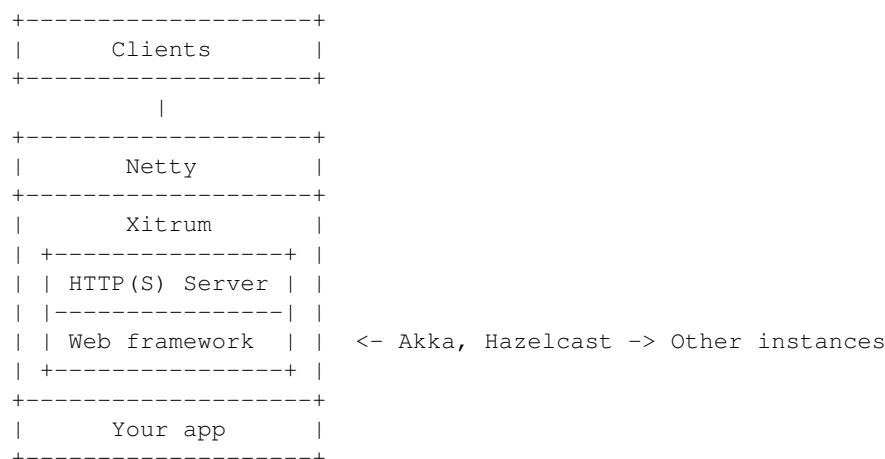 Clients
Netty
Xitrum
HTTP(S) Server
Web framework <- Akka, Hazelcast -> Other instances
Your app